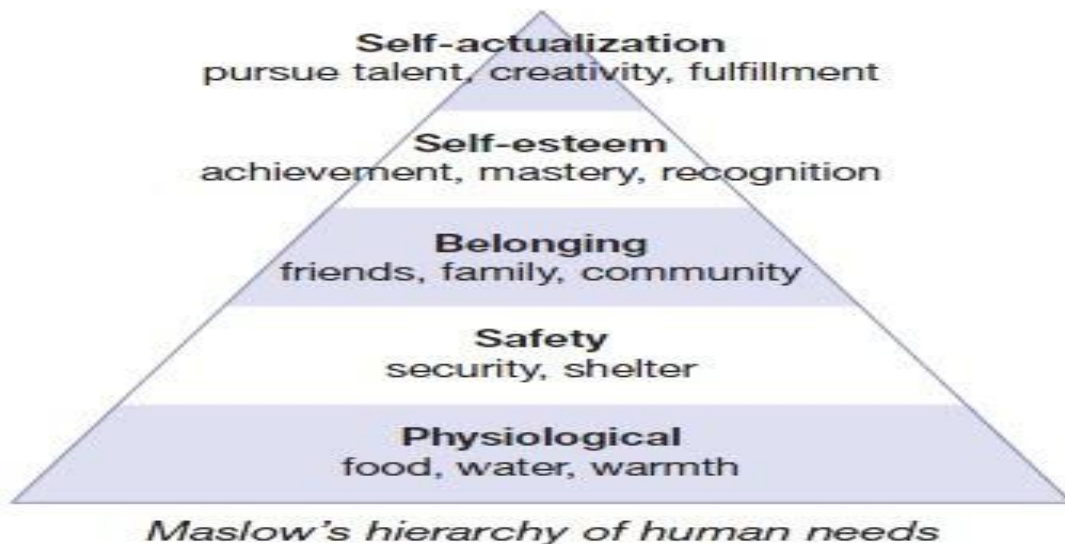 Self-actualization
pursue talent, creativity, fulfillment
Self-esteem
achievement, mastery, recognition
Belonging
friends, family, community
Safety
security, shelter
Physiological
food, water, warmth
Maslow's hierarchy of human needs